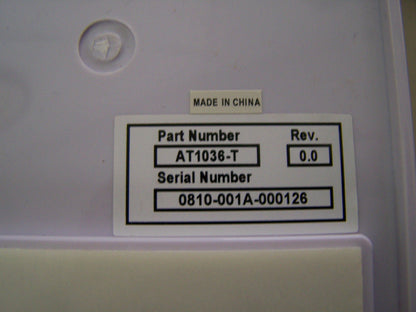 MADE IN CHINA
Part Number Rev.
AT1036-T 0.0
Serial Number
0810-001A-000126